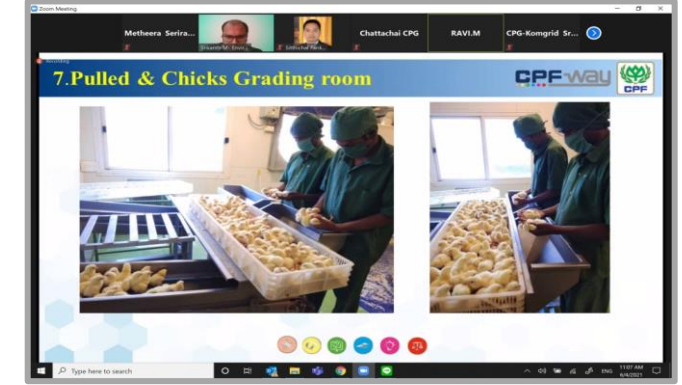 Zoom Meeting
Metheera Serira...
Chattachai CPG
RAVI.M
CPG-Komgrid Sr...
Recording
7.Pulled & Chicks Grading room
CPF-way
CPF
Type here to search
ENG
11:07 AM
6/4/2021